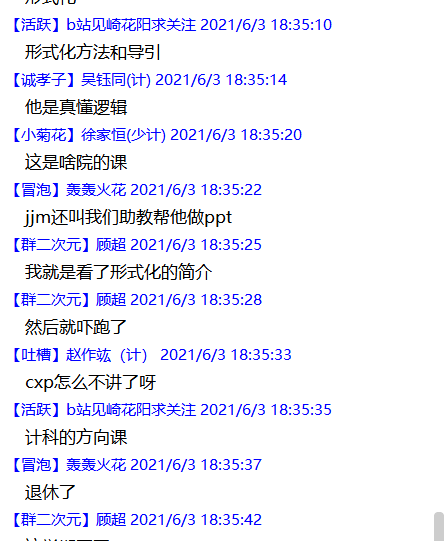 【活跃】b站见崎花阳求关注 2021/6/3 18:35:10
形式化方法和导引
【诚孝子】吴钰同(计) 2021/6/3 18:35:14
他是真懂逻辑
【小菊花】徐家恒(少计) 2021/6/3 18:35:20
这是啥院的课
【冒泡】轰轰火花 2021/6/3 18:35:22
jjm还叫我们助教帮他做ppt
【群二次元】顾超 2021/6/3 18:35:25
我就是看了形式化的简介
【群二次元】顾超 2021/6/3 18:35:28
然后就吓跑了
【吐槽】赵作竑（计） 2021/6/3 18:35:33
cxp怎么不讲了呀
【活跃】b站见崎花阳求关注 2021/6/3 18:35:35
计科的方向课
【冒泡】轰轰火花 2021/6/3 18:35:37
退休了
【群二次元】顾超 2021/6/3 18:35:42